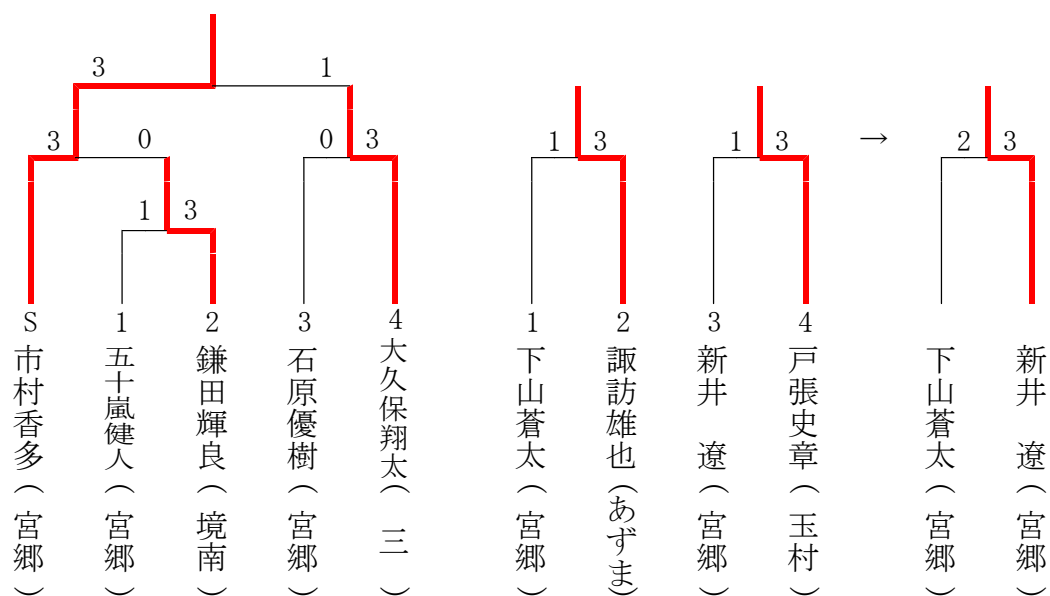 3 1
3 0 0 3 1 3 1 3 → 2 3
1 3
S 1 2 3 4 1 2 3 4
市村香多(宮郷)
五十嵐健人(宮郷)
鎌田輝良(境南)
石原優樹(宮郷)
大久保翔太(三)
下山蒼太(宮郷)
諏訪雄也(あずま)
新井 遼(宮郷)
戸張史章(玉村)
下山蒼太(宮郷)
新井 遼(宮郷)